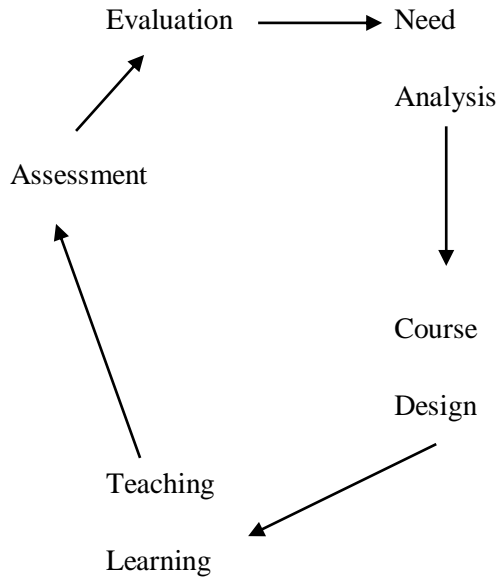 Evaluation
Need
Analysis
Assessment
Course
Design
Teaching
Learning